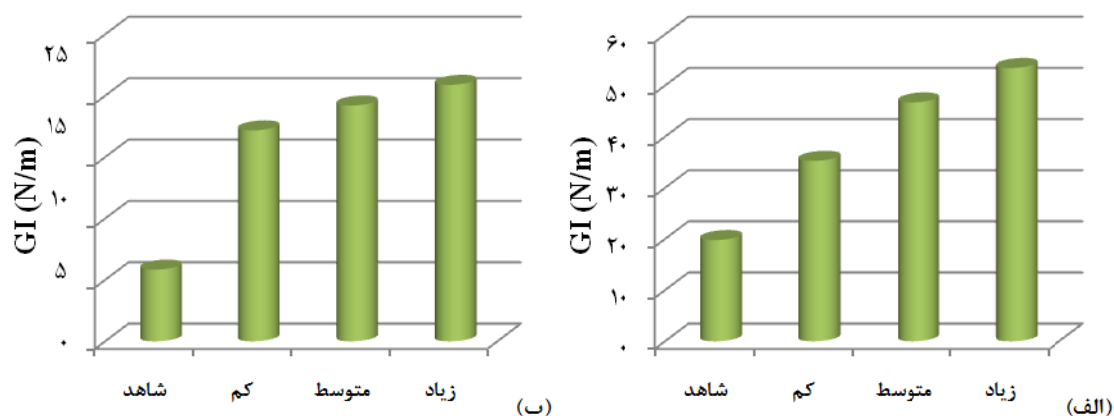 ۶۰
۵۰
۴۰
۳۰
۲۰
۱۰
۰
GI (N/m)
شاهد
کم
متوسط
زیاد
(الف)
۲۵
۱۵
۱۰
۵
۰
GI (N/m)
شاهد
کم
متوسط
زیاد
(ب)